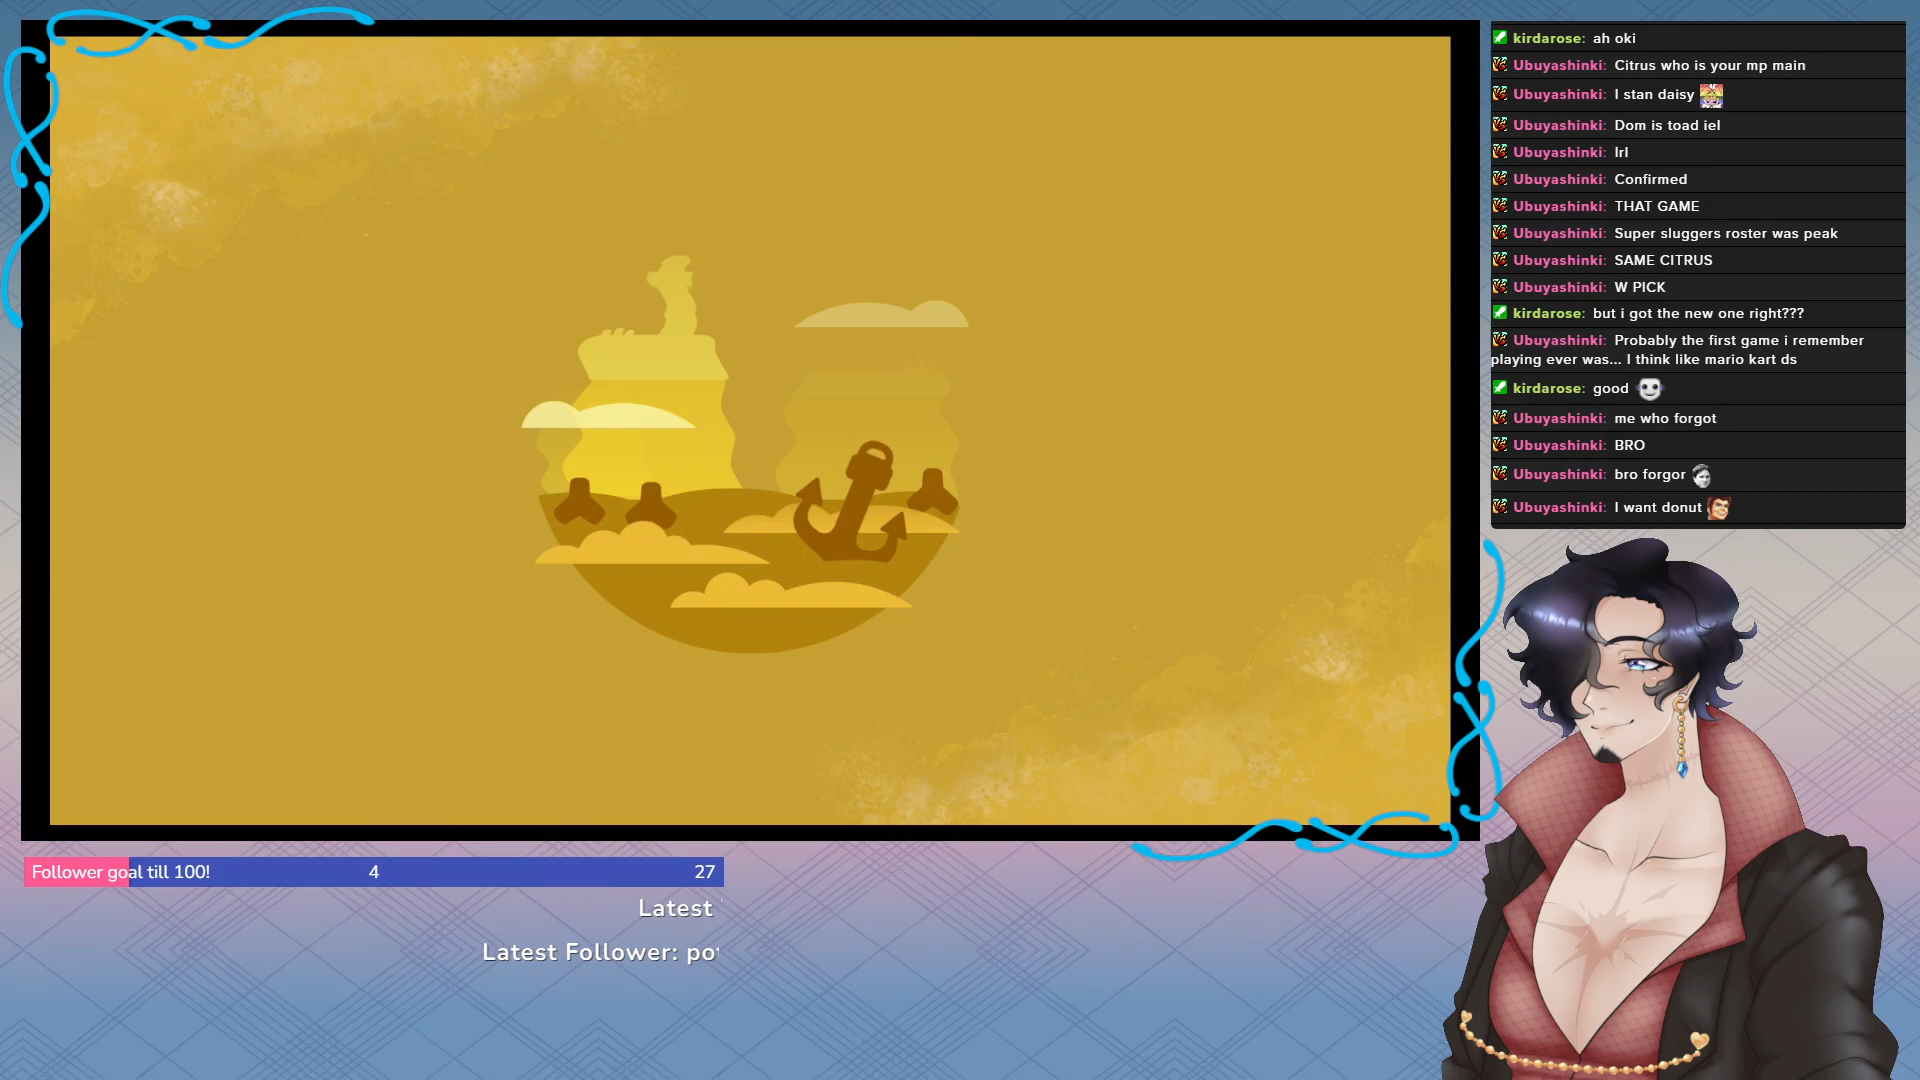 kirdarose: ah oki
Ubuyashinki: Citrus who is your mp main
Ubuyashinki: I stan daisy
Ubuyashinki: Dom is toad iel
Ubuyashinki: Irl
Ubuyashinki: Confirmed
Ubuyashinki: THAT GAME
Ubuyashinki: Super sluggers roster was peak
Ubuyashinki: SAME CITRUS
Ubuyashinki: W PICK
kirdarose: but i got the new one right???
Ubuyashinki: Probably the first game i remember
playing ever was... I think like mario kart ds
kirdarose: good
Ubuyashinki: me who forgot
Ubuyashinki: BRO
Ubuyashinki: bro forgor
Ubuyashinki: I want donut
Follower goal till 100! 4 27
Latest
Latest Follower: po